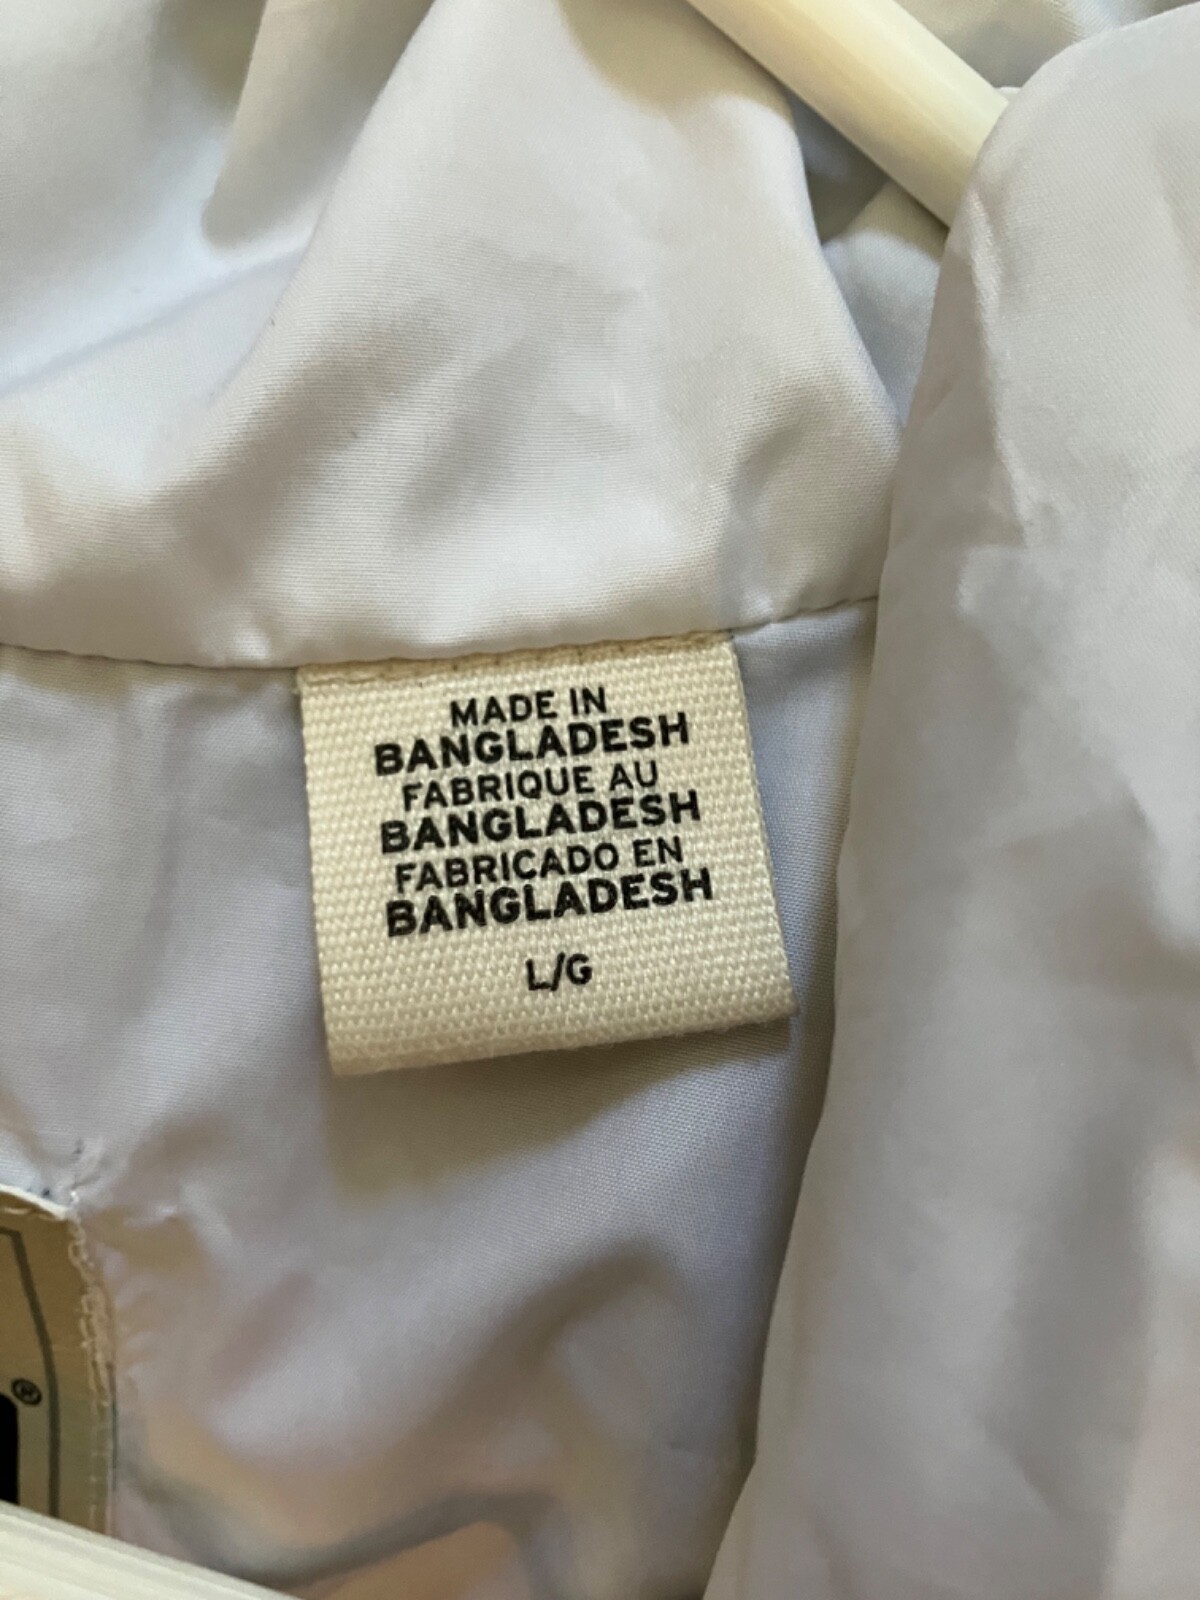 MADE IN
BANGLADESH
FABRIQUE AU
BANGLADESH
FABRICADO EN
BANGLADESH
L/G
®